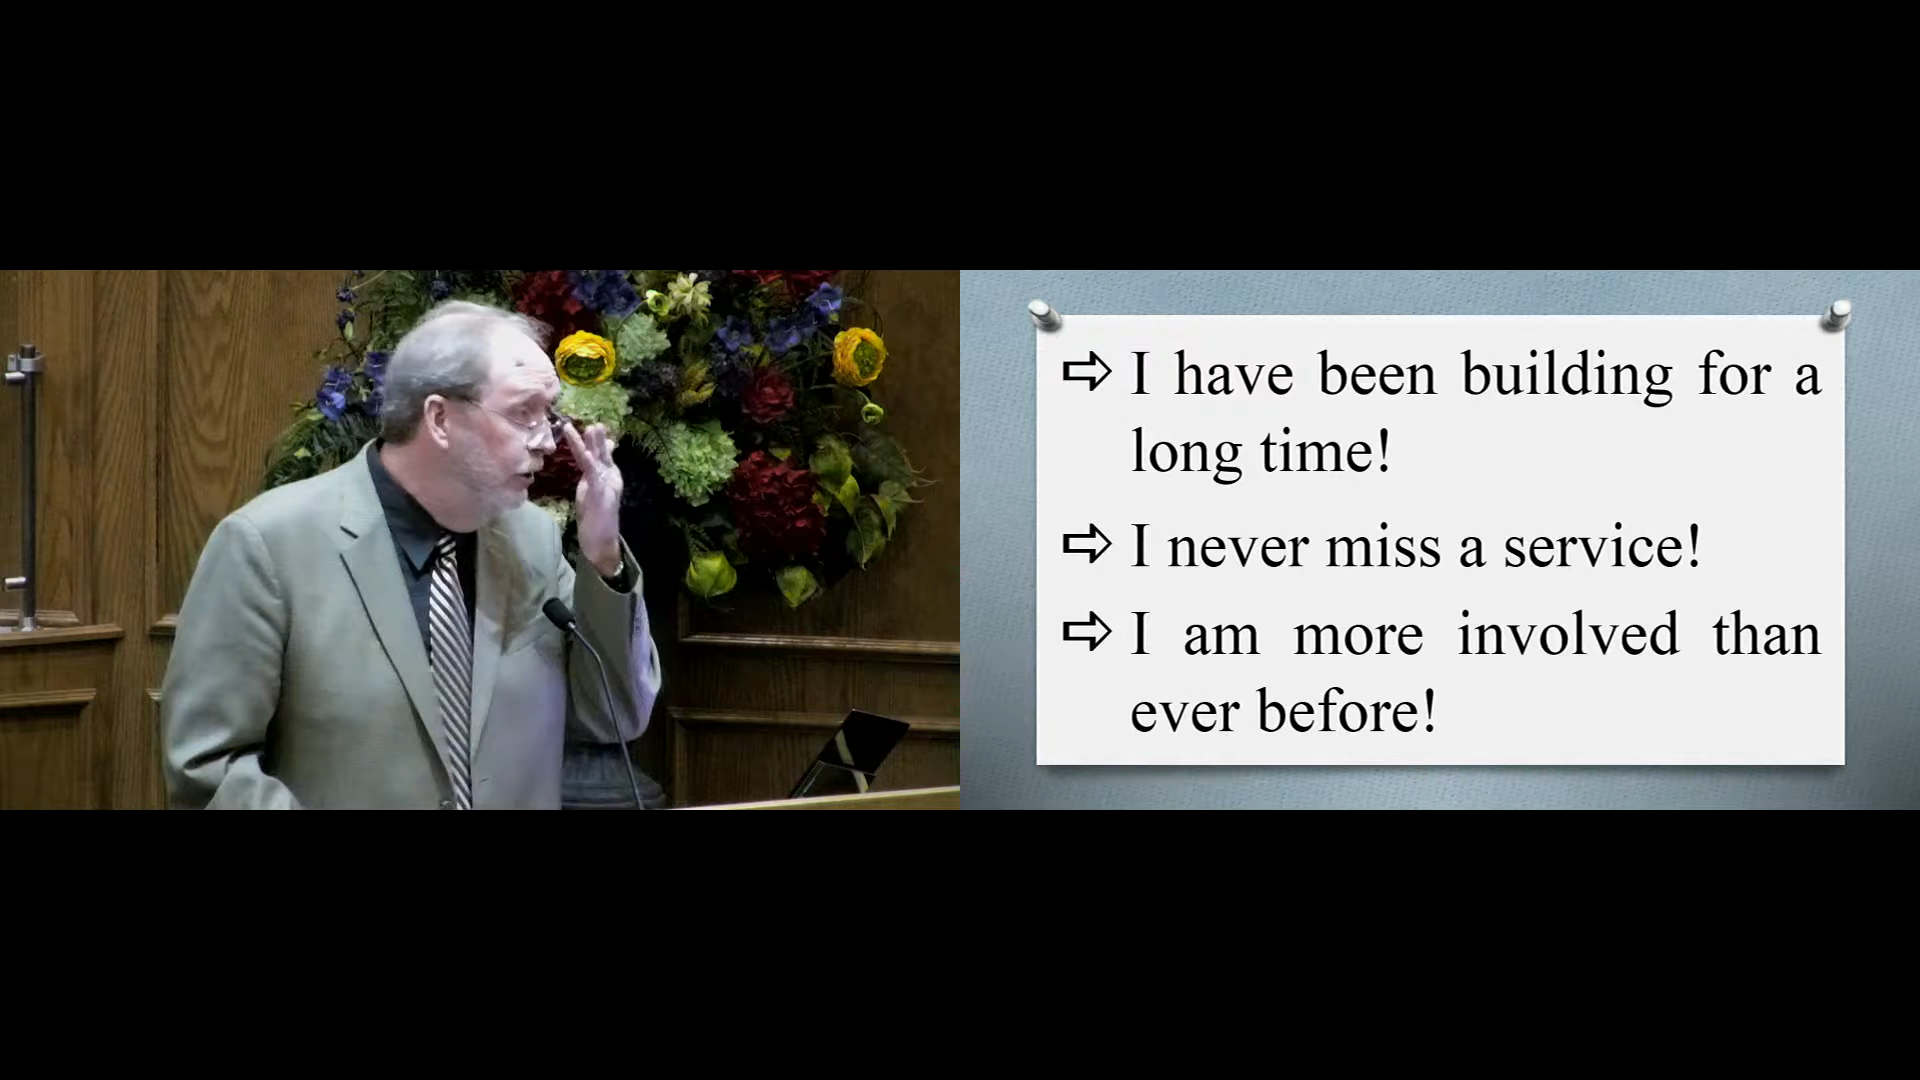 ⇨ I have been building for a
long time!
⇨ I never miss a service!
⇨ I am more involved than
ever before!